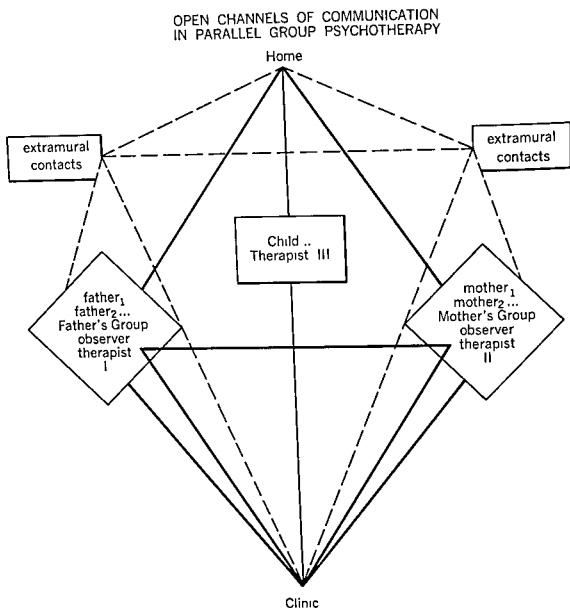 OPEN CHANNELS OF COMMUNICATION
IN PARALLEL GROUP PSYCHOTHERAPY
Home
extramural
contacts
extramural
contacts
Child ..
Therapist III
father₁
father₂...
Father's Group
observer
therapist
I
mother₁
mother₂...
Mother's Group
observer
therapist
II
Clinic